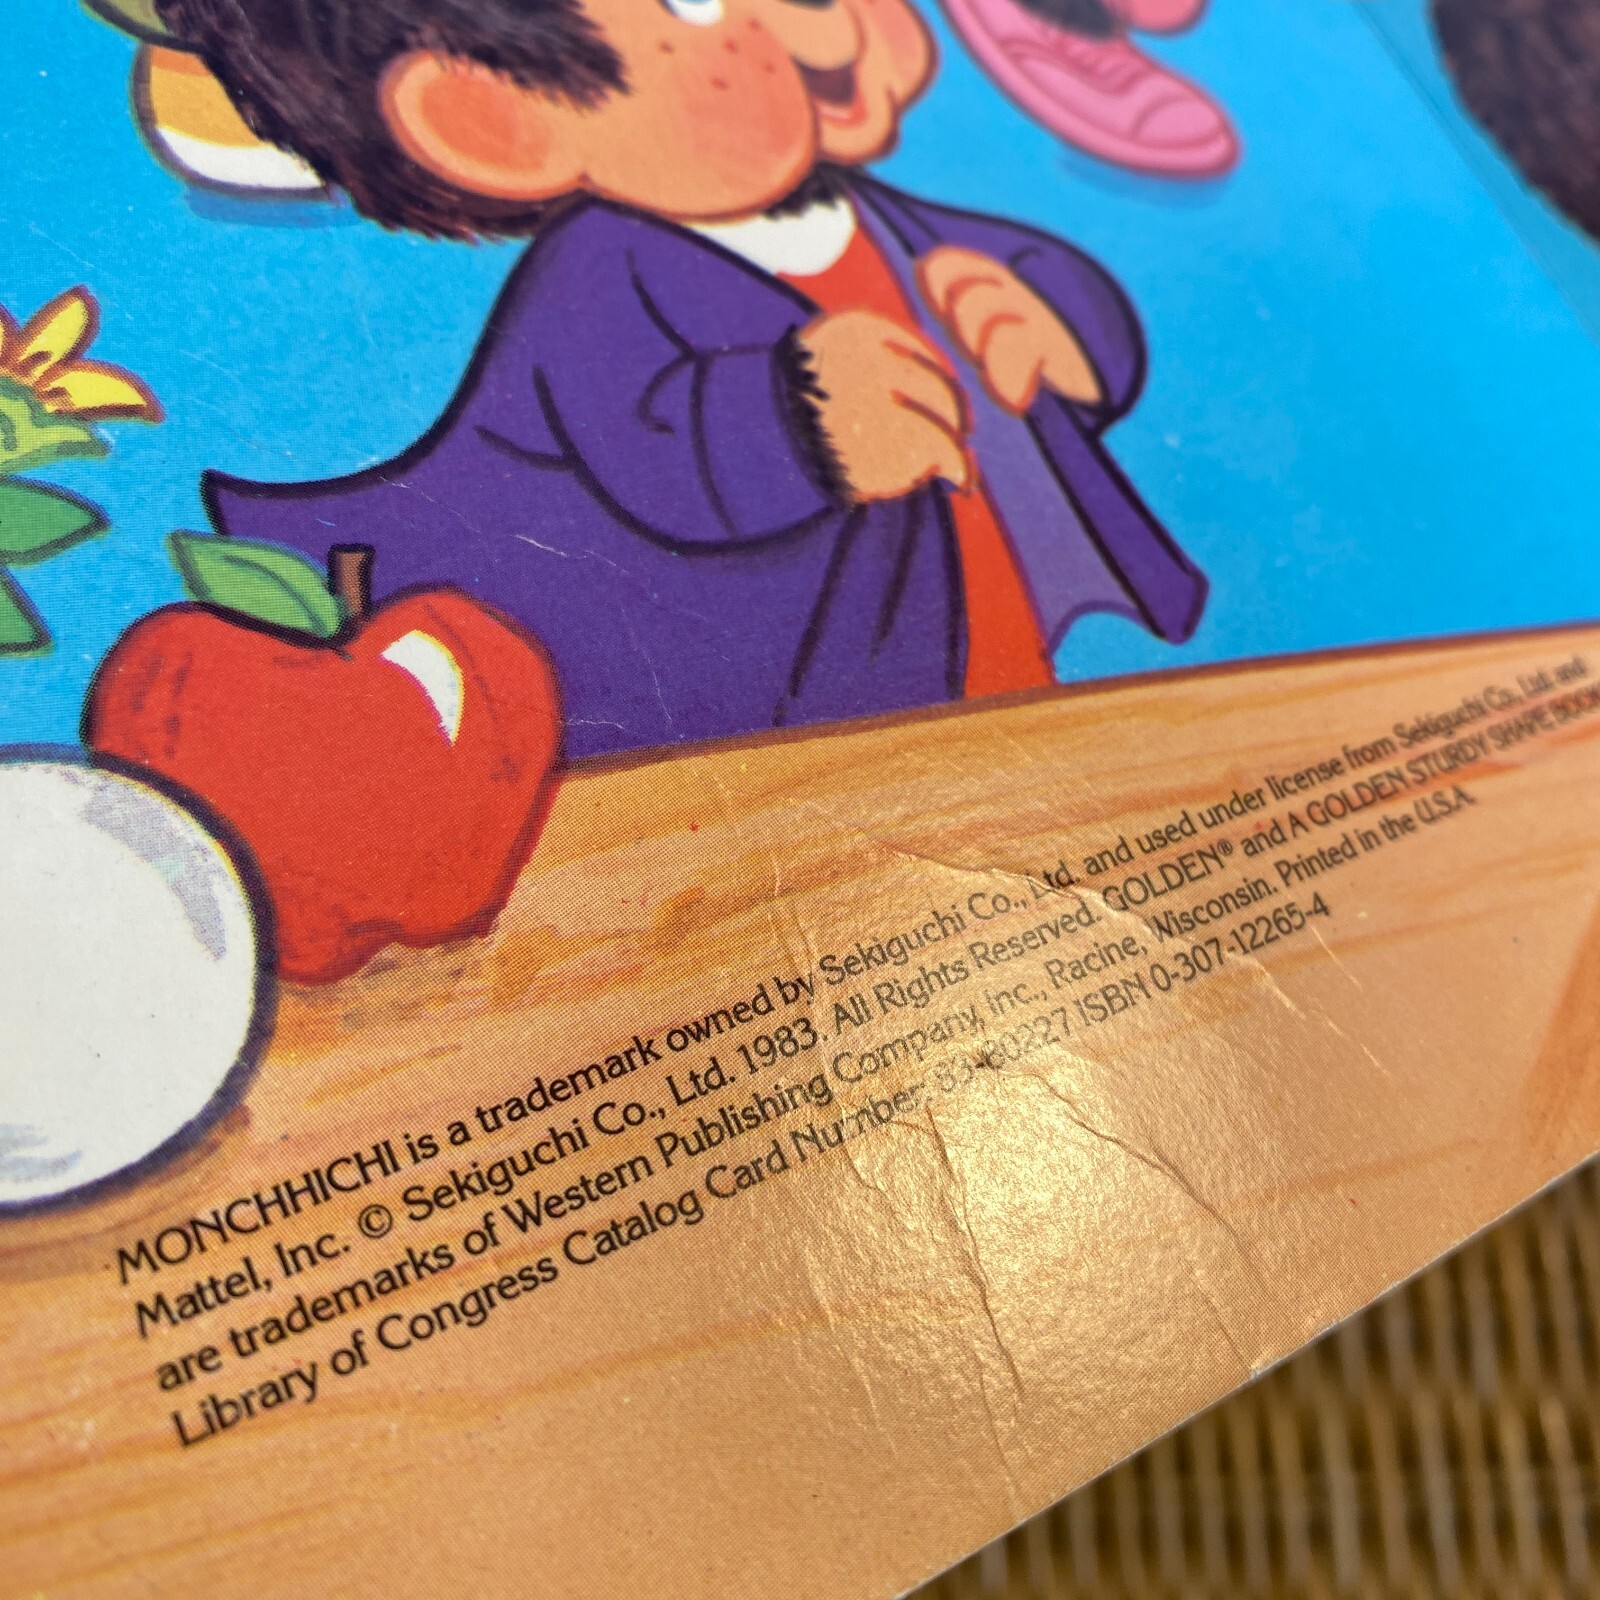 MONCHHICHI is a trademark owned by Sekiguchi Co., Ltd. and used under license from Sekiguchi Co., Ltd. and
Mattel, Inc. © Sekiguchi Co., Ltd. 1983. All Rights Reserved. GOLDEN® and A GOLDEN STURDY SHAPE BOOK
are trademarks of Western Publishing Company, Inc., Racine, Wisconsin. Printed in the U.S.A.
Library of Congress Catalog Card Number: 83-80227 ISBN 0-307-12265-4